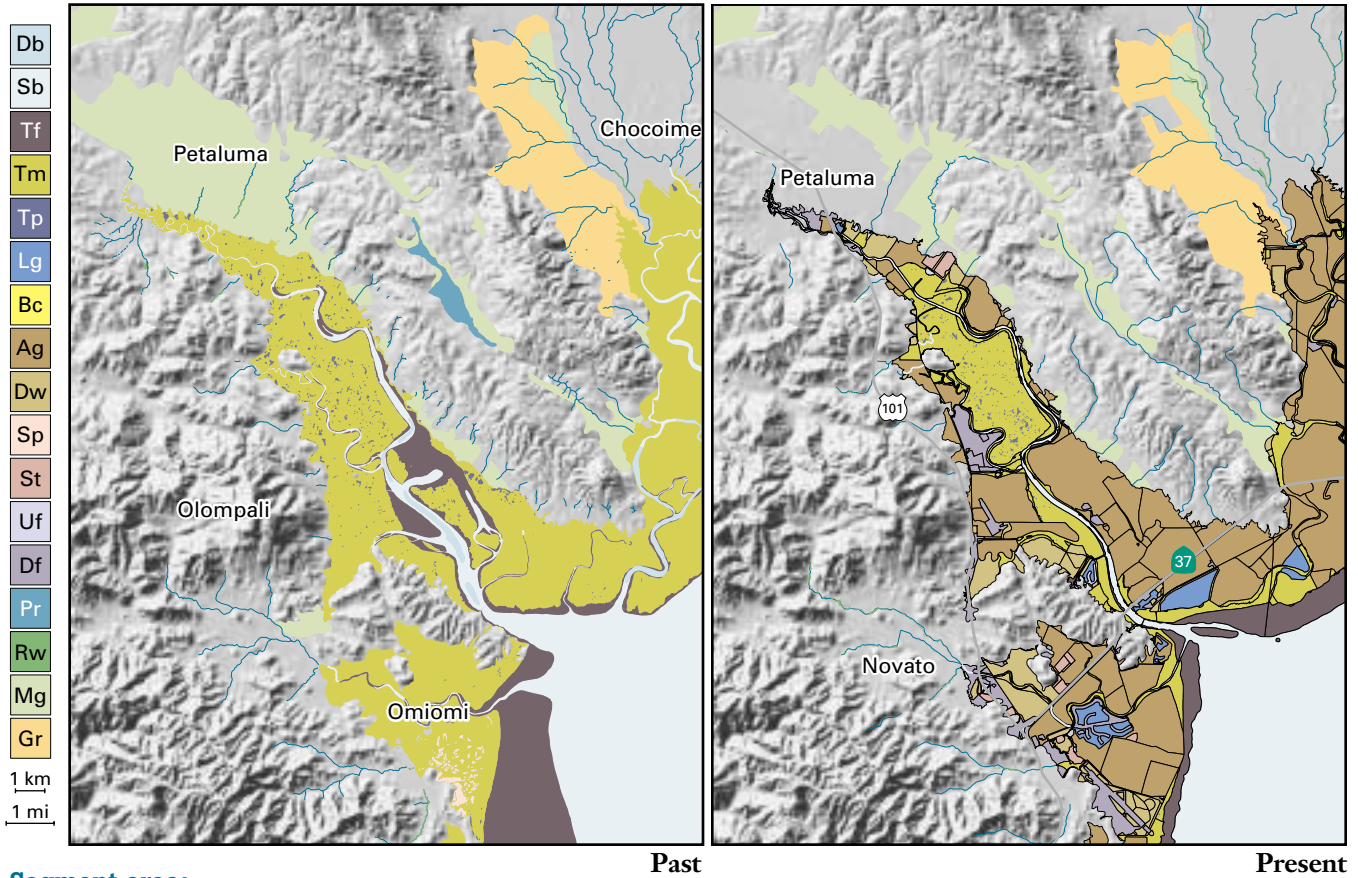 Db
Sb
Tf
Tm
Tp
Lg
Bc
Ag
Dw
Sp
St
Uf
Df
Pr
Rw
Mg
Gr
1 km
1 mi
Petaluma
Chocoime
Olompali
Omiomi
Past
Petaluma
101
37
Novato
Present